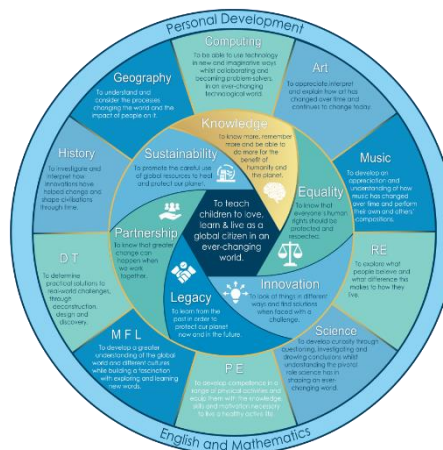 Personal Development
Computing
To be able to use technology
in new and imaginative ways
whilst collaborating and
becoming problem-solvers,
in an ever-changing
technological world.
Art
To appreciate, interpret
and explain how art has
changed over time and
continues to change today.
Music
To develop an
appreciation and
understanding of how
music has changed
over time and perform
their own and others'
compositions.
RE
To explore what
people believe and
what difference this
makes to how they
live.
Science
To develop curiosity through
questioning, investigating and
drawing conclusions whilst
understanding the pivotal
role science has in
shaping an ever-
changing world.
P E
To develop competence in a
range of physical activities and
equip them with the knowledge,
skills and motivation necessary
to live a healthy active life.
M F L
To develop a greater
understanding of the global
world and different cultures
while building a fascination
with exploring and learning
new words.
D T
To determine
practical solutions to
real-world challenges,
through
deconstruction,
design and
discovery.
History
To investigate and
interpret how
innovations have
helped change and
shape civilisations
through time.
Geography
To understand and
consider the processes
changing the world and the
impact of people on it.
Knowledge
To know more, remember
more and be able to
do more for the
benefit of
humanity and
the planet.
Equality
To know that
everyone's human
rights should be
protected and
respected.
Innovation
To look at things in different
ways and find solutions
when faced with a
challenge.
Legacy
To learn from the
past in order to
protect our planet
now and in the future.
Partnership
To know that greater
change can
happen when
we work
together.
Sustainability
To promote the careful use
of global resources to heal
and protect our planet.
To teach
children to love,
learn & live as a
global citizen in
an ever-changing
world.
English and Mathematics